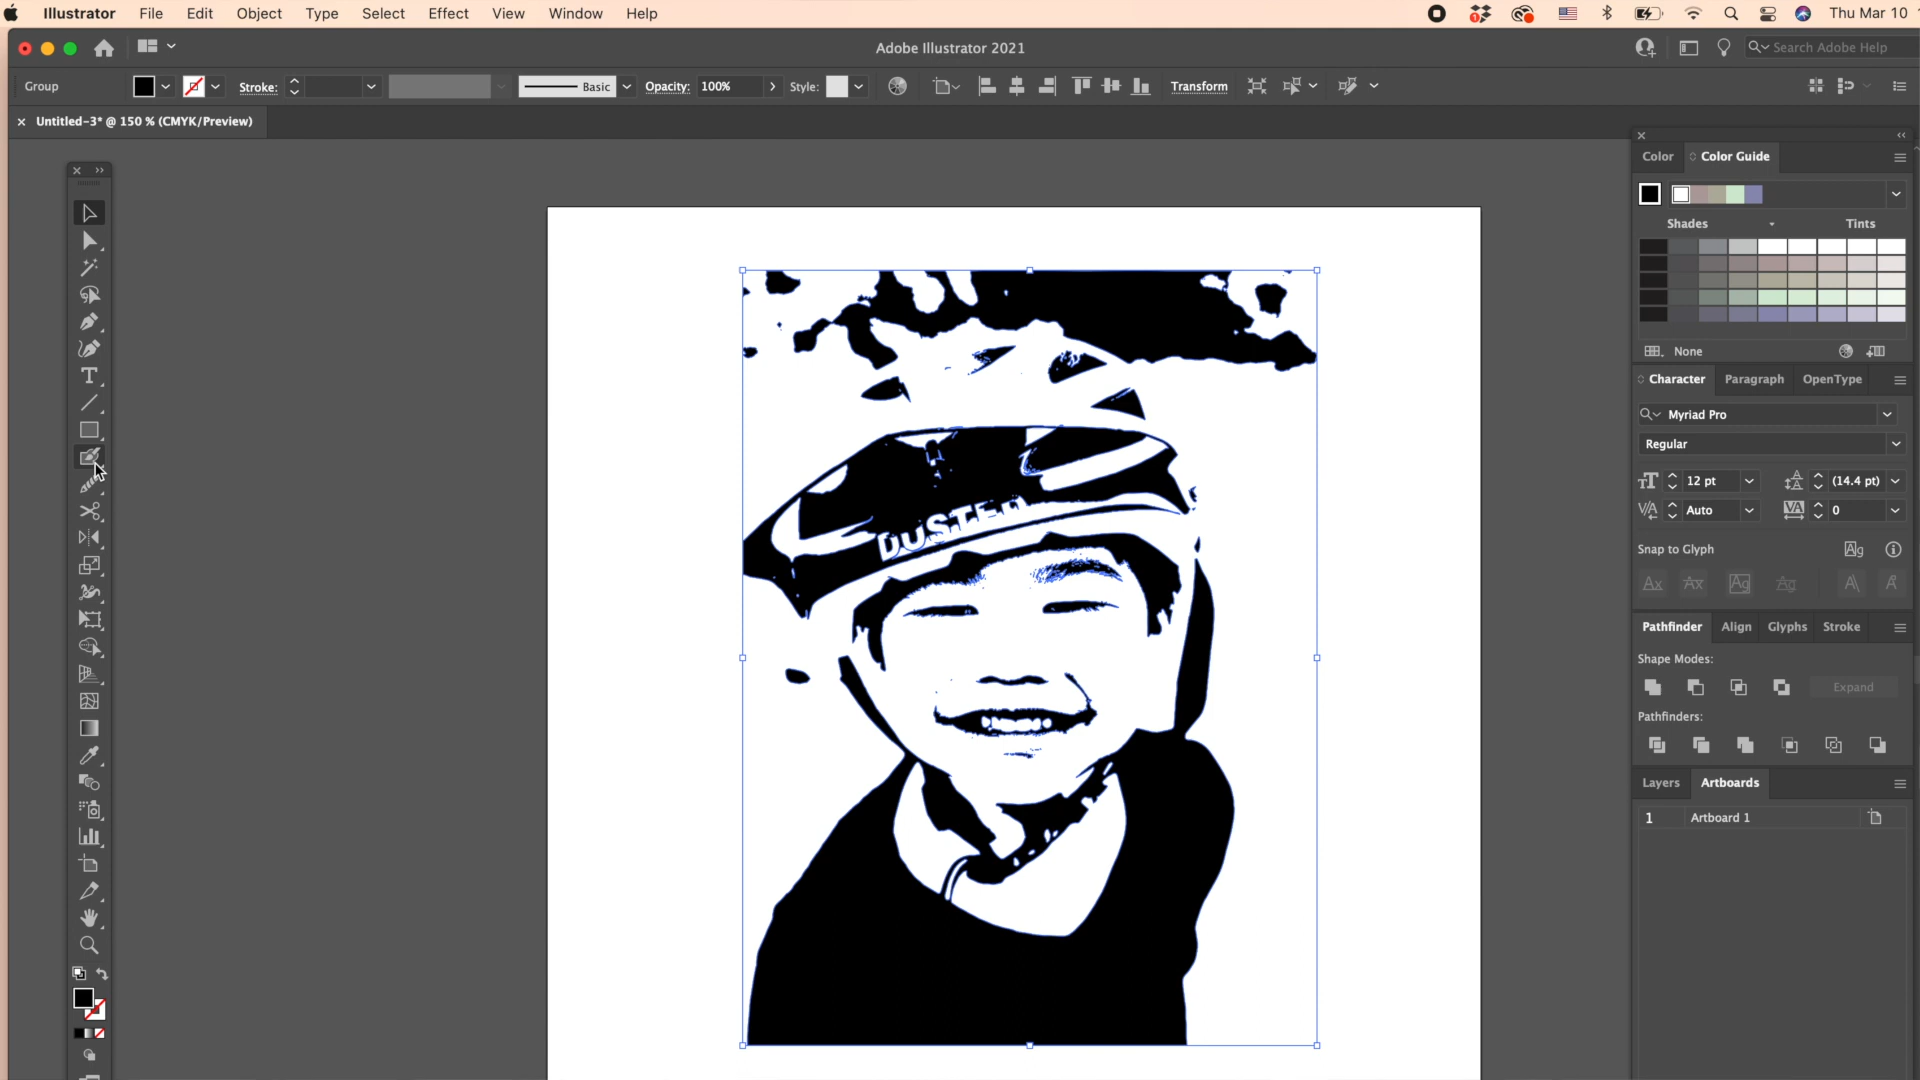 Illustrator File Edit Object Type Select Effect View Window Help
Thu Mar 10
Adobe Illustrator 2021
Search Adobe Help
Group Stroke: Basic Opacity: 100% Style: Transform
× Untitled-3* @ 150 % (CMYK/Preview)
Color Color Guide
Shades Tints
None
Character Paragraph OpenType
Myriad Pro
Regular
12 pt (14.4 pt)
Auto 0
Snap to Glyph
Pathfinder Align Glyphs Stroke
Shape Modes:
Expand
Pathfinders:
Layers Artboards
1 Artboard 1
DUSTER